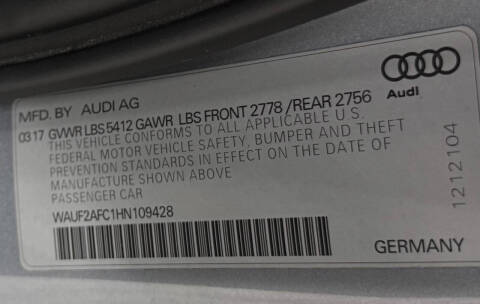 MFD. BY AUDI AG
0317 GVWR LBS 5412 GAWR LBS FRONT 2778 /REAR 2756
THIS VEHICLE CONFORMS TO ALL APPLICABLE U.S.
FEDERAL MOTOR VEHICLE SAFETY, BUMPER AND THEFT
PREVENTION STANDARDS IN EFFECT ON THE DATE OF
MANUFACTURE SHOWN ABOVE
PASSENGER CAR
WAUF2AFC1HN109428
Audi
1212104
GERMANY